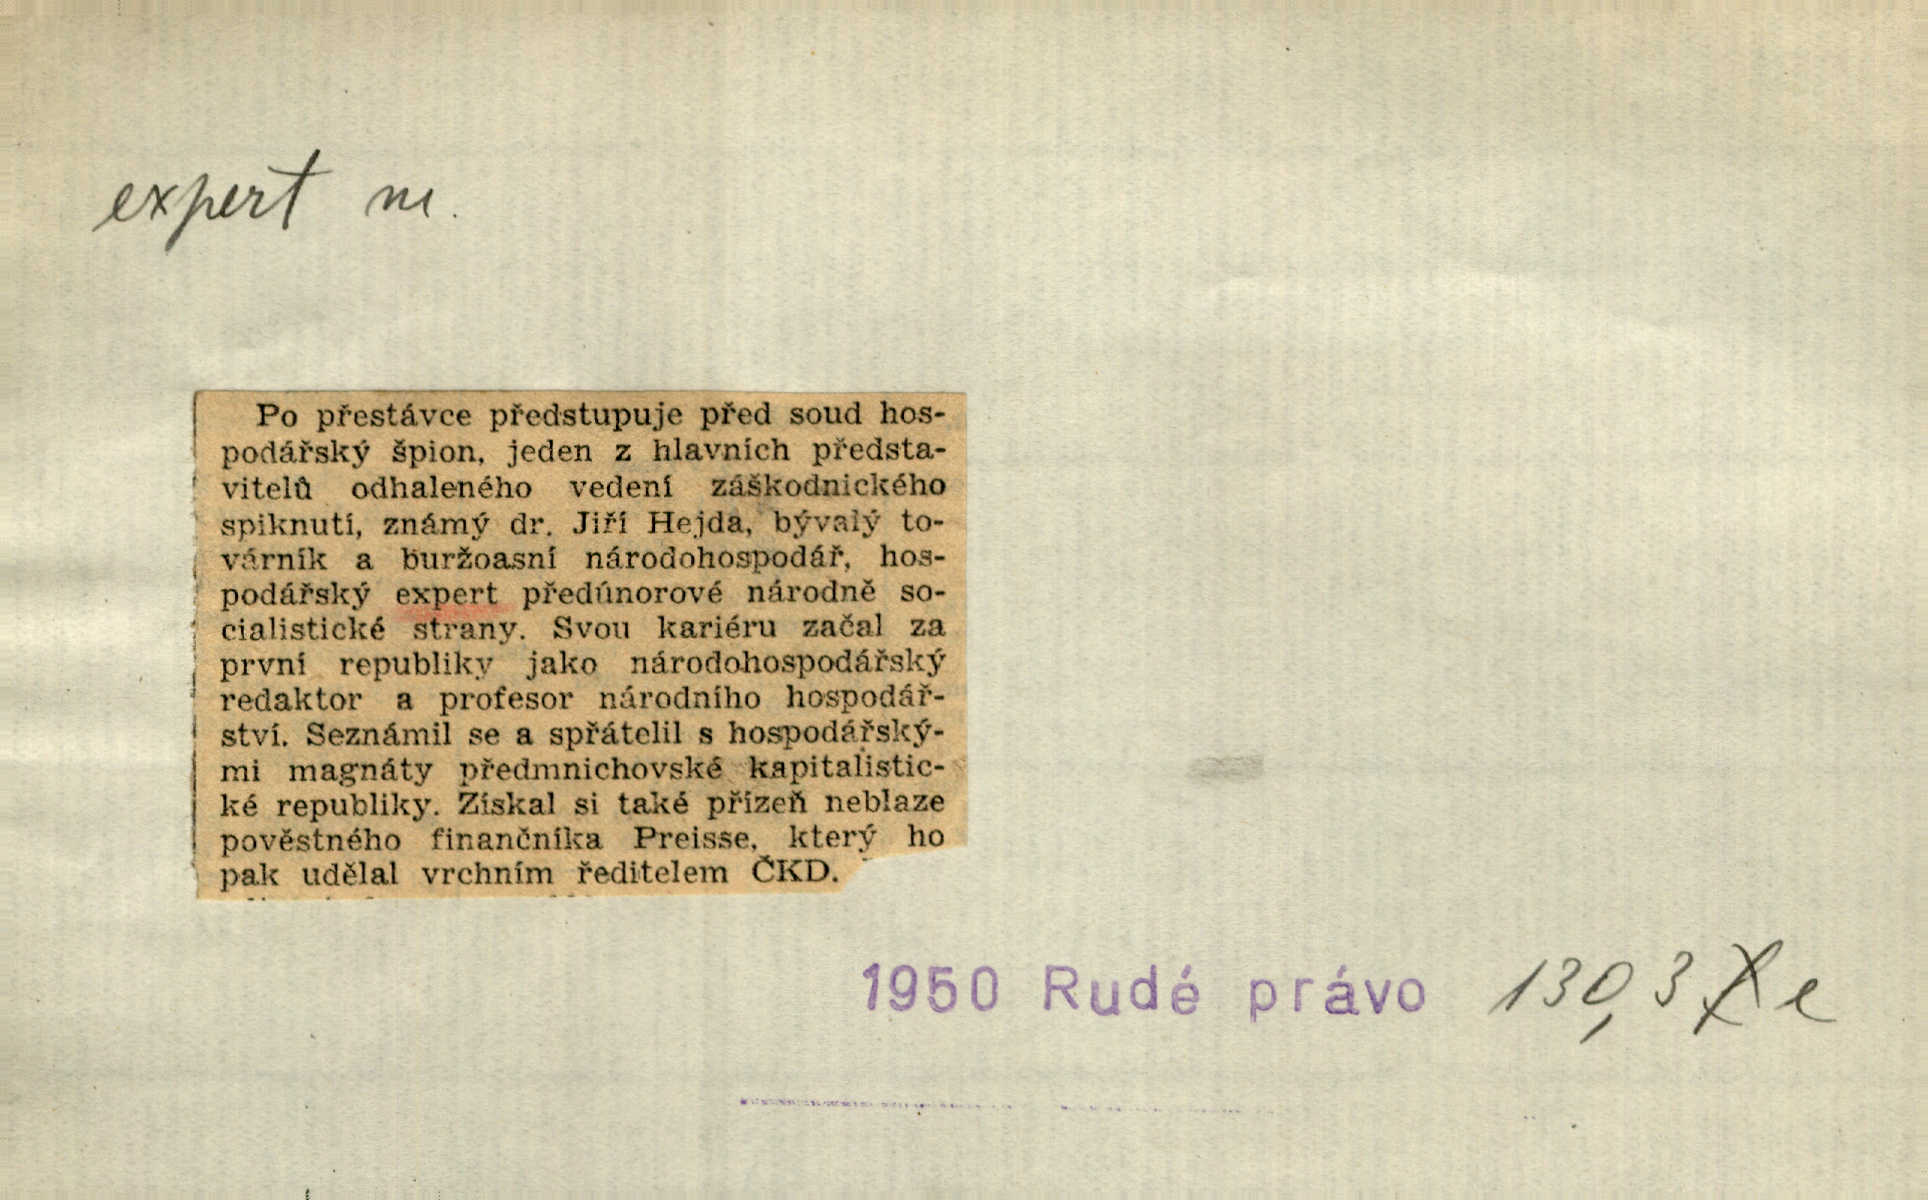 expert m.
Po přestávce předstupuje před soud hos-
podářský špion, jeden z hlavních předsta-
vitelů odhaleného vedení záškodnického
spiknutí, známý dr. Jiří Hejda, bývalý to-
várník a buržoasní národohospodář, hos-
podářský expert předúnorové národně so-
cialistické strany. Svou kariéru začal za
první republiky jako národohospodářský
redaktor a profesor národního hospodář-
ství. Seznámil se a spřátelil s hospodářský-
mi magnáty předmnichovské kapitalistic-
ké republiky. Získal si také přízeň neblaze
pověstného finančníka Preisse, který ho
pak udělal vrchním ředitelem ČKD.
1950 Rudé právo 130, 3 e